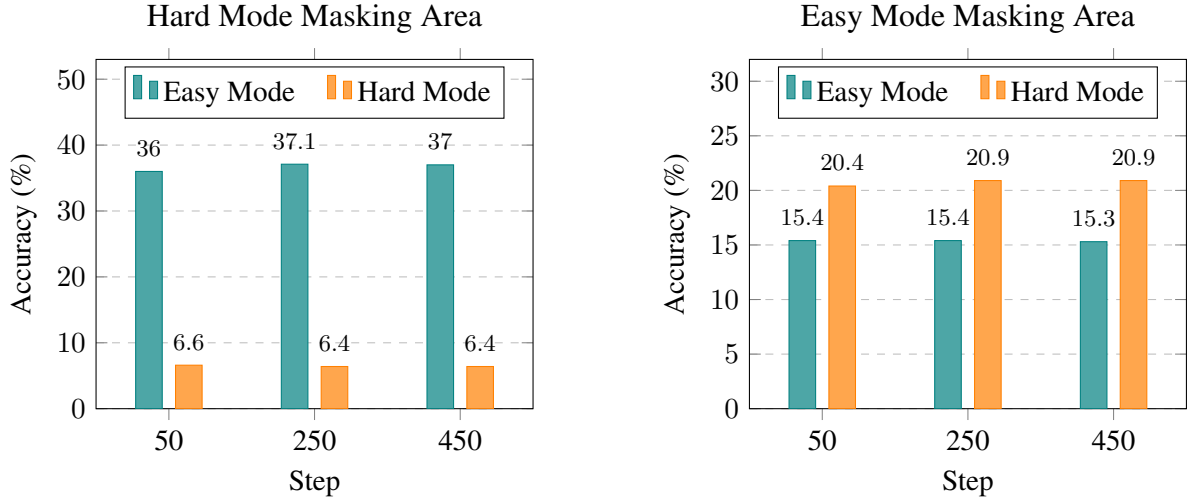 Hard Mode Masking Area
50
40
30
20
10
0
Accuracy (%)
Easy Mode Hard Mode
36
37.1
37
6.6
6.4
6.4
50 250 450
Step
Easy Mode Masking Area
30
25
20
15
10
5
0
Accuracy (%)
Easy Mode Hard Mode
15.4
20.4
15.4
20.9
15.3
20.9
50 250 450
Step